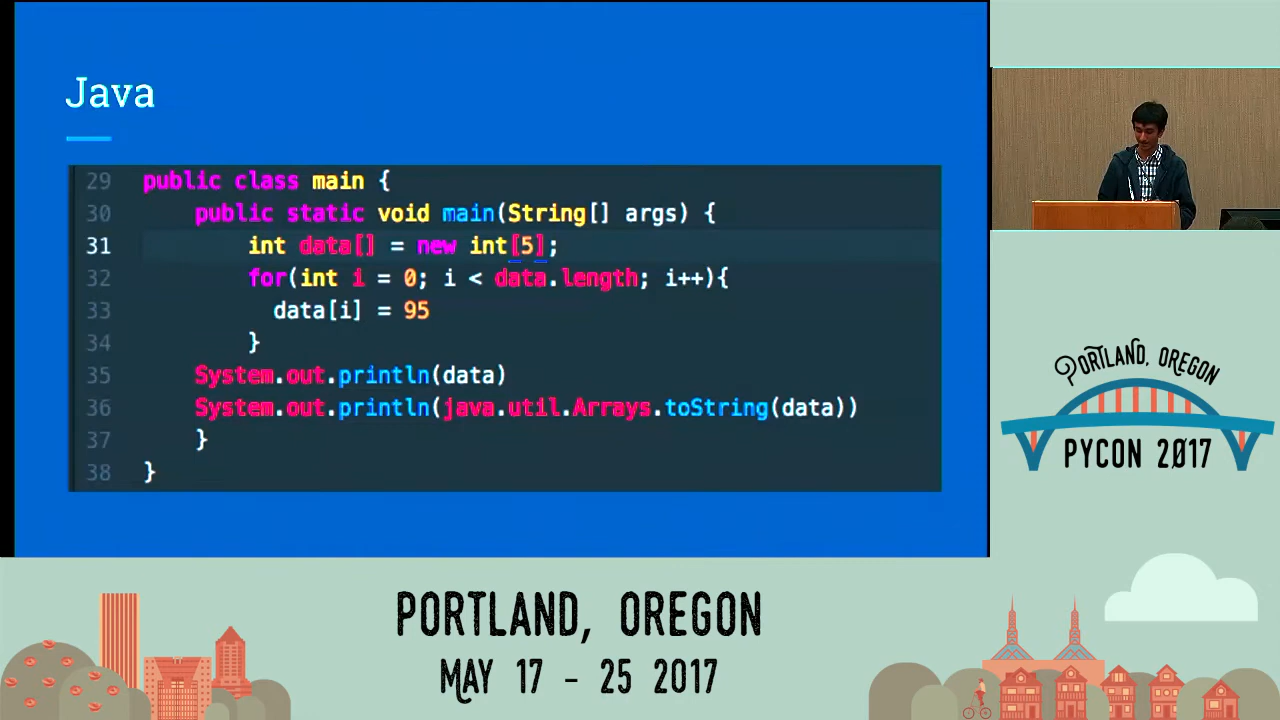 Java
29 public class main {
30 public static void main(String[] args) {
31 int data[] = new int[5];
32 for(int i = 0; i < data.length; i++){
33 data[i] = 95
34 }
35 System.out.println(data)
36 System.out.println(java.util.Arrays.toString(data))
37 }
38 }
PORTLAND, OREGON
PYCON 2017
PORTLAND, OREGON
MAY 17 - 25 2017